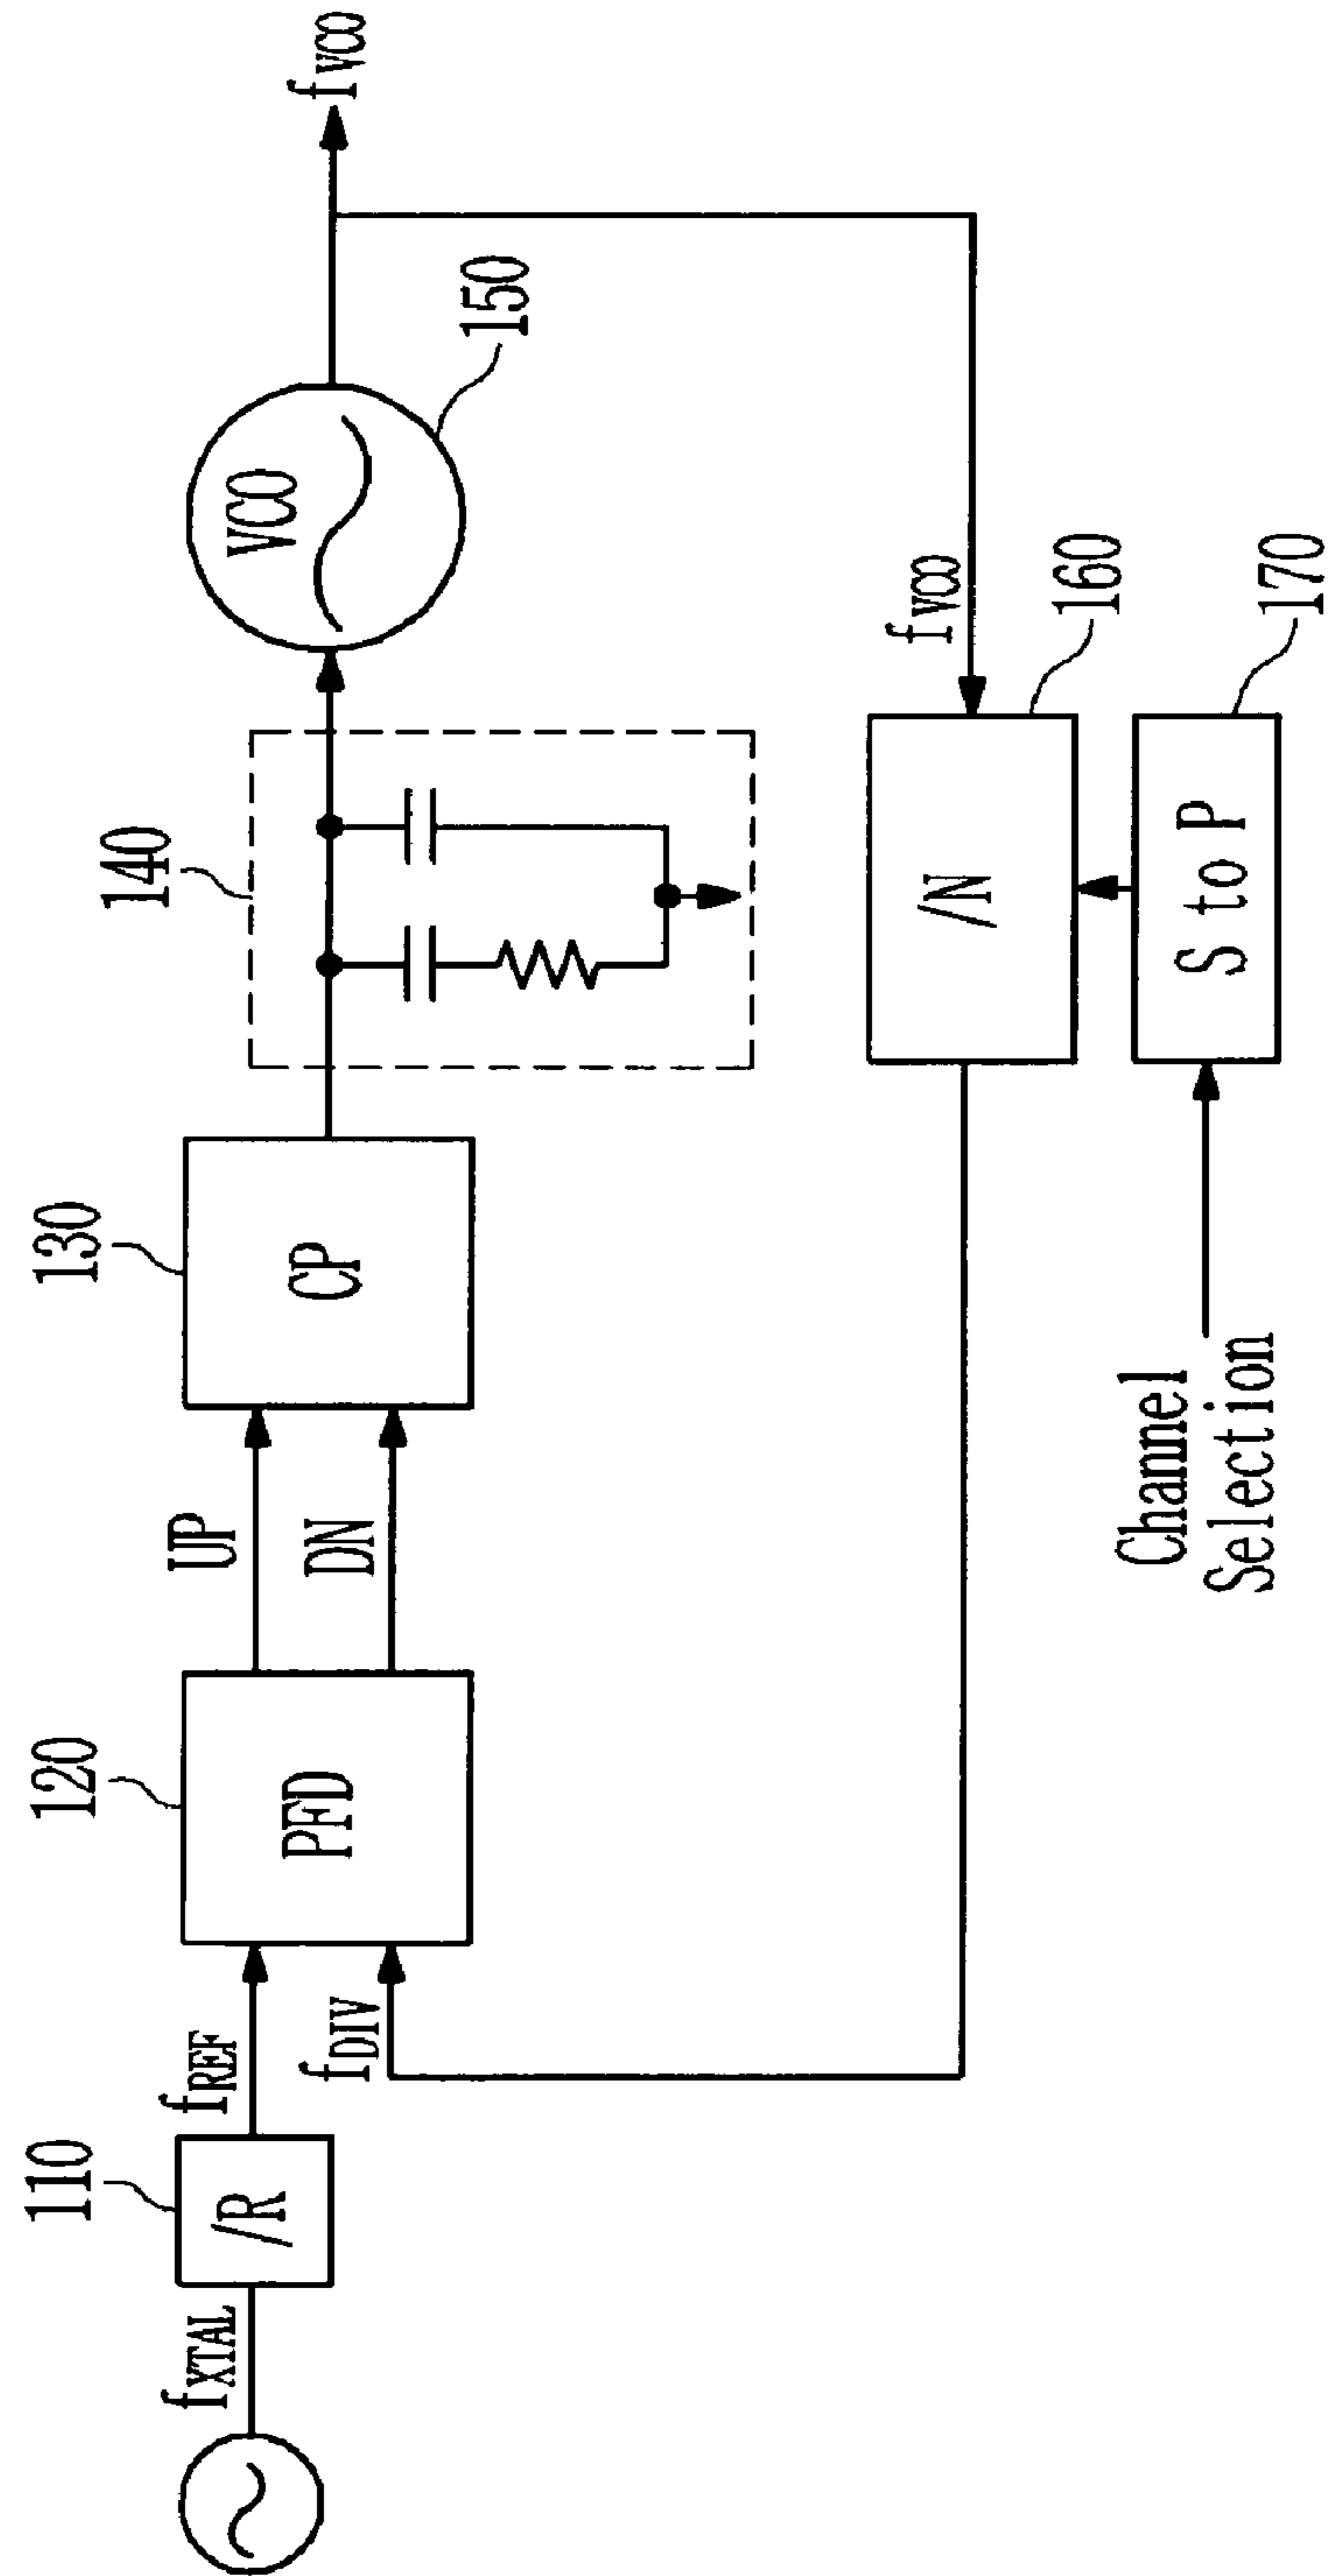 110
120
130
140
f_XTAL
/R
f_REF
f_DIV
PFD
UP
DN
CP
VCO
150
f_VCO
f_VCO
/N
160
Channel
Selection
S to P
170